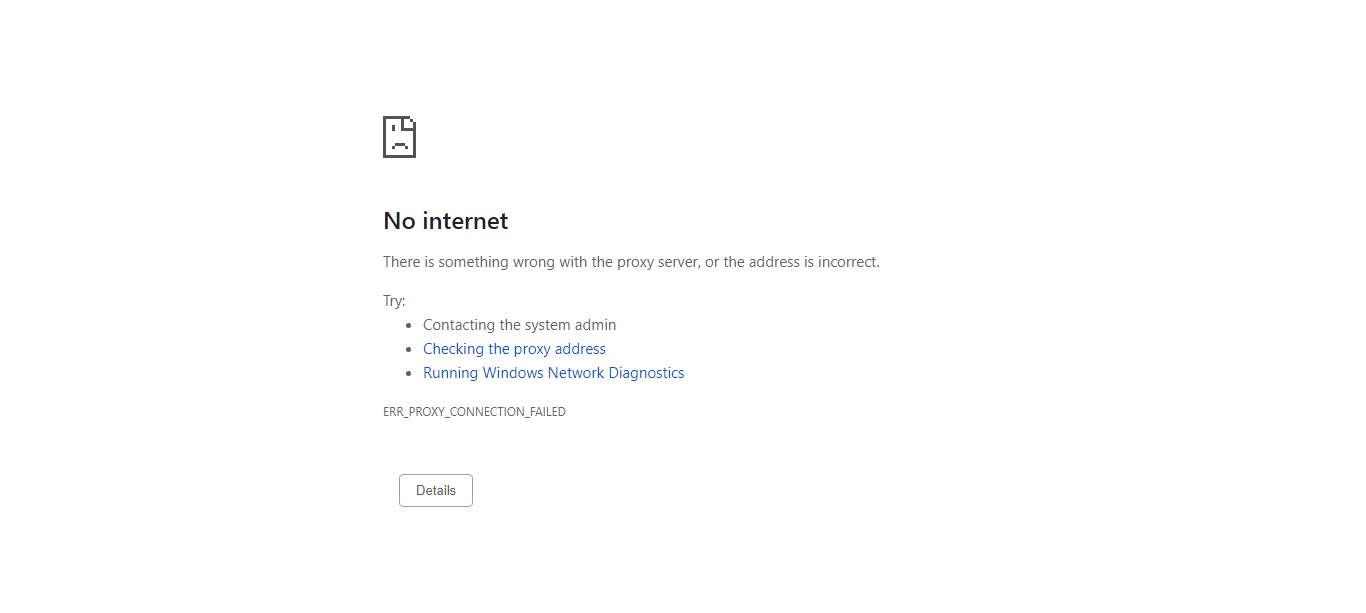 No internet
There is something wrong with the proxy server, or the address is incorrect.
Try:
Contacting the system admin
Checking the proxy address
Running Windows Network Diagnostics
ERR_PROXY_CONNECTION_FAILED
Details